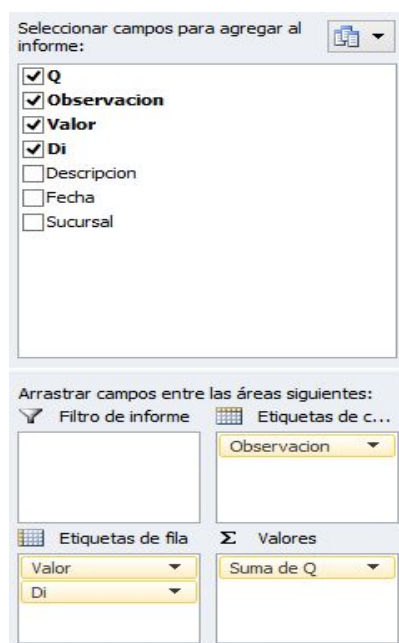 Seleccionar campos para agregar al
informe:
Q
Observacion
Valor
Di
Descripcion
Fecha
Sucursal
Arrastrar campos entre las áreas siguientes:
Filtro de informe
Etiquetas de c...
Observacion
Etiquetas de fila
Σ Valores
Valor
Di
Suma de Q